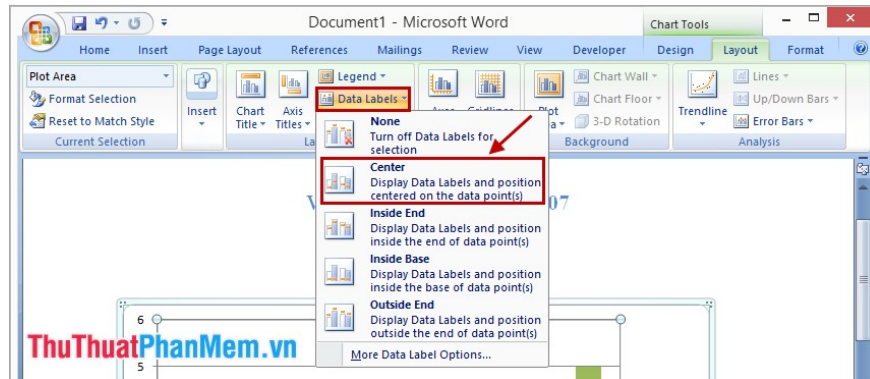 Document1 - Microsoft Word
Chart Tools
Home Insert Page Layout References Mailings Review View Developer Design Layout Format
Plot Area
Format Selection
Reset to Match Style
Current Selection
Insert
Chart Title
Axis Titles
Legend
Data Labels
Gridlines
Chart Wall
Chart Floor
3-D Rotation
Background
Trendline
Lines
Up/Down Bars
Error Bars
Analysis
None
Turn off Data Labels for
selection
Center
Display Data Labels and position
centered on the data point(s)
Inside End
Display Data Labels and position
inside the end of data point(s)
Inside Base
Display Data Labels and position
inside the base of data point(s)
Outside End
Display Data Labels and position
outside the end of data point(s)
More Data Label Options...
V
07
6
5
ThuThuatPhanMem.vn